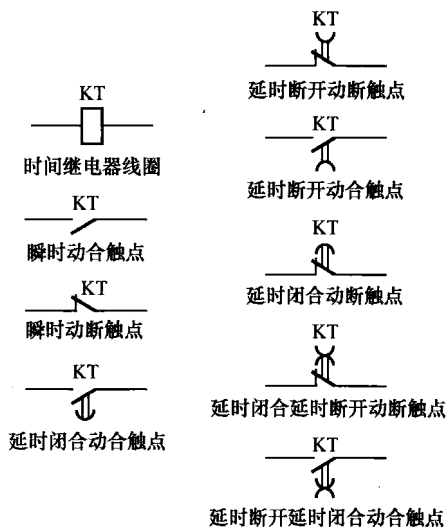 KT
时间继电器线圈
KT
瞬时动合触点
KT
瞬时动断触点
KT
延时闭合动合触点
KT
延时断开动断触点
KT
延时断开动合触点
KT
延时闭合动断触点
KT
延时闭合延时断开动断触点
KT
延时断开延时闭合动合触点